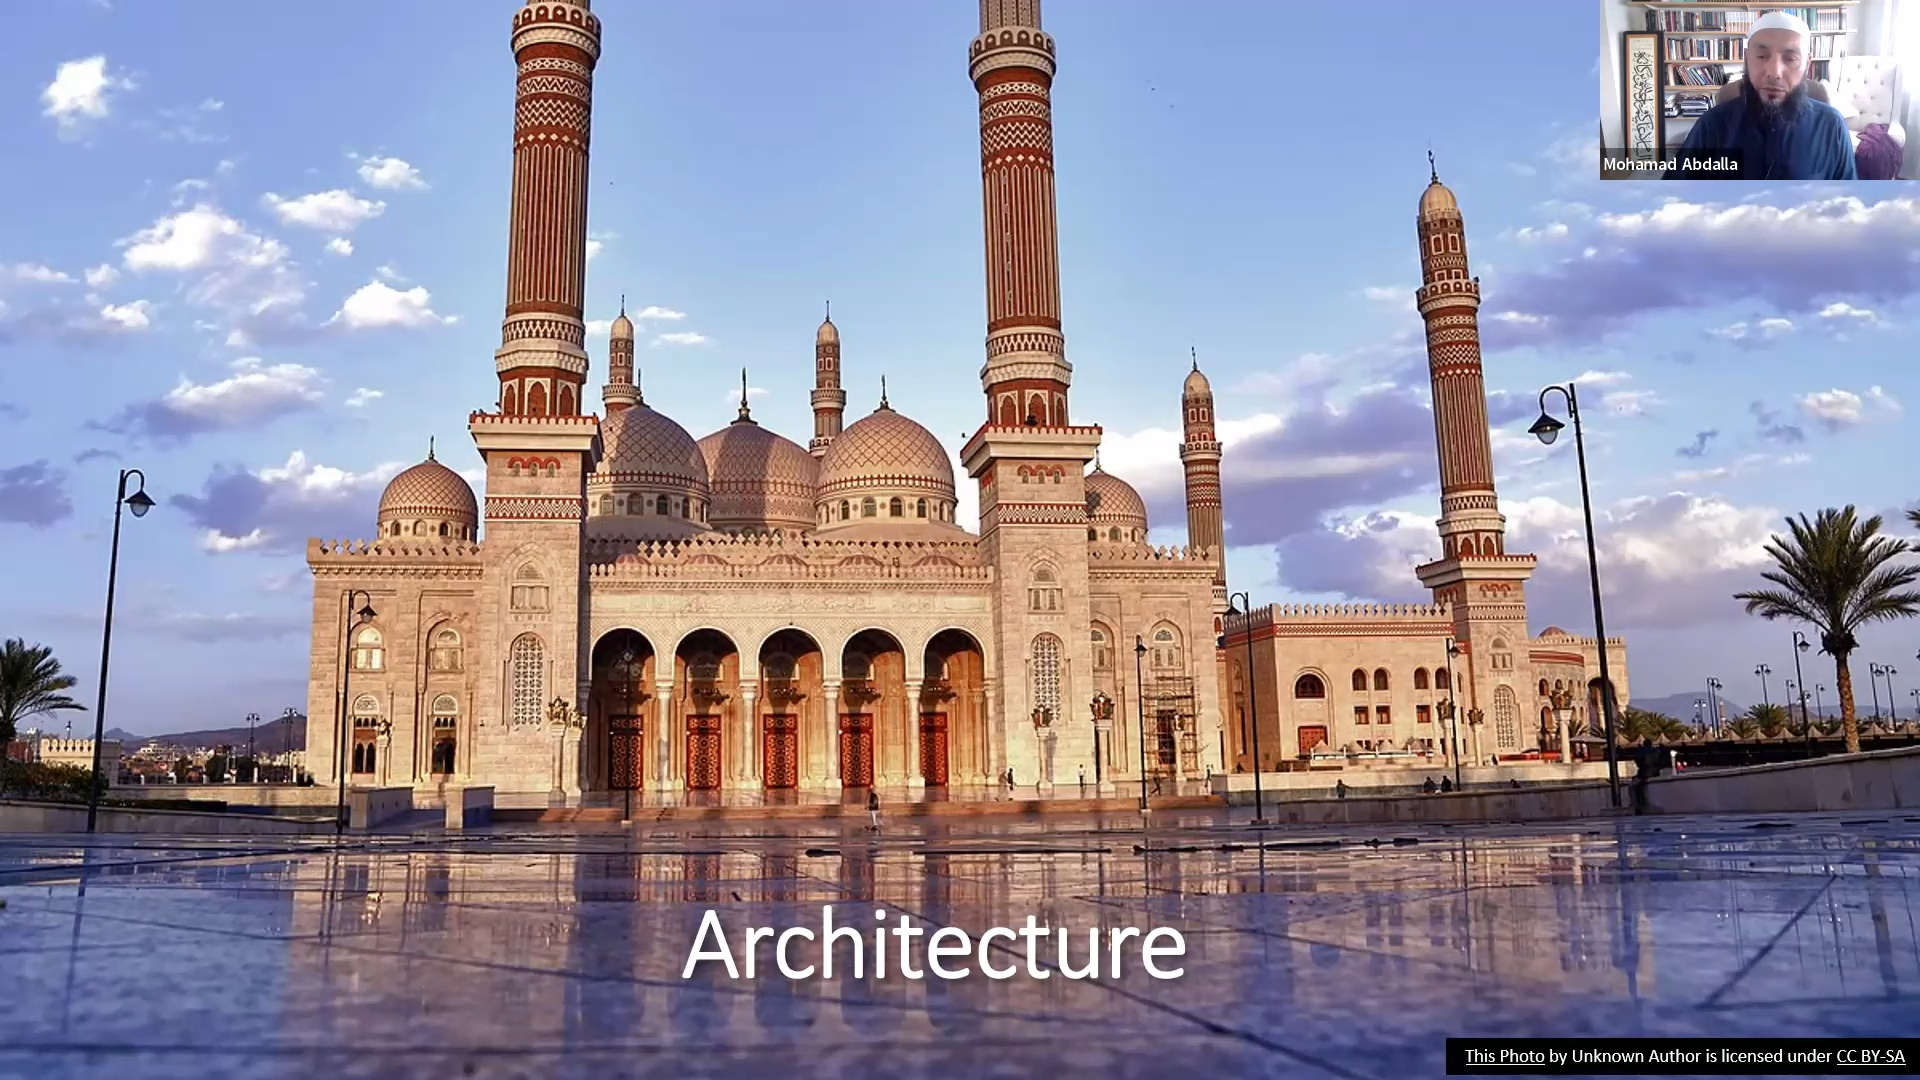 Mohamad Abdalla
Architecture
This Photo by Unknown Author is licensed under CC BY-SA